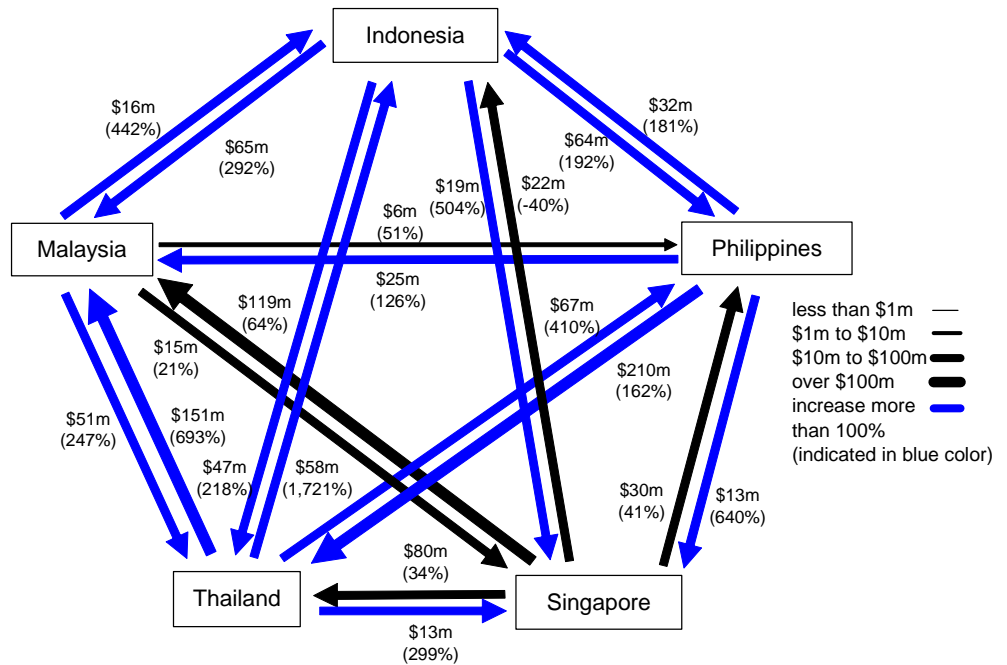 Indonesia
$16m
(442%)
$65m
(292%)
$32m
(181%)
$64m
(192%)
$19m
(504%)
$22m
(-40%)
$6m
(51%)
Malaysia
Philippines
$25m
(126%)
$119m
(64%)
$67m
(410%)
$15m
(21%)
$210m
(162%)
$51m
(247%)
$151m
(693%)
$47m
(218%)
$58m
(1,721%)
$30m
(41%)
$13m
(640%)
less than $1m
$1m to $10m
$10m to $100m
over $100m
increase more
than 100%
(indicated in blue color)
$80m
(34%)
Thailand
Singapore
$13m
(299%)